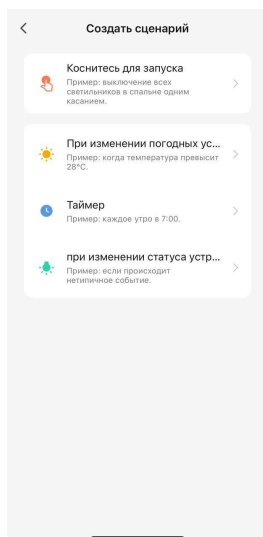 Создать сценарий
Коснитесь для запуска
Пример: выключение всех
светильников в спальне одним
касанием.
При изменении погодных ус...
Пример: когда температура превысит
28°C.
Таймер
Пример: каждое утро в 7:00.
при изменении статуса устр...
Пример: если происходит
нетипичное событие.